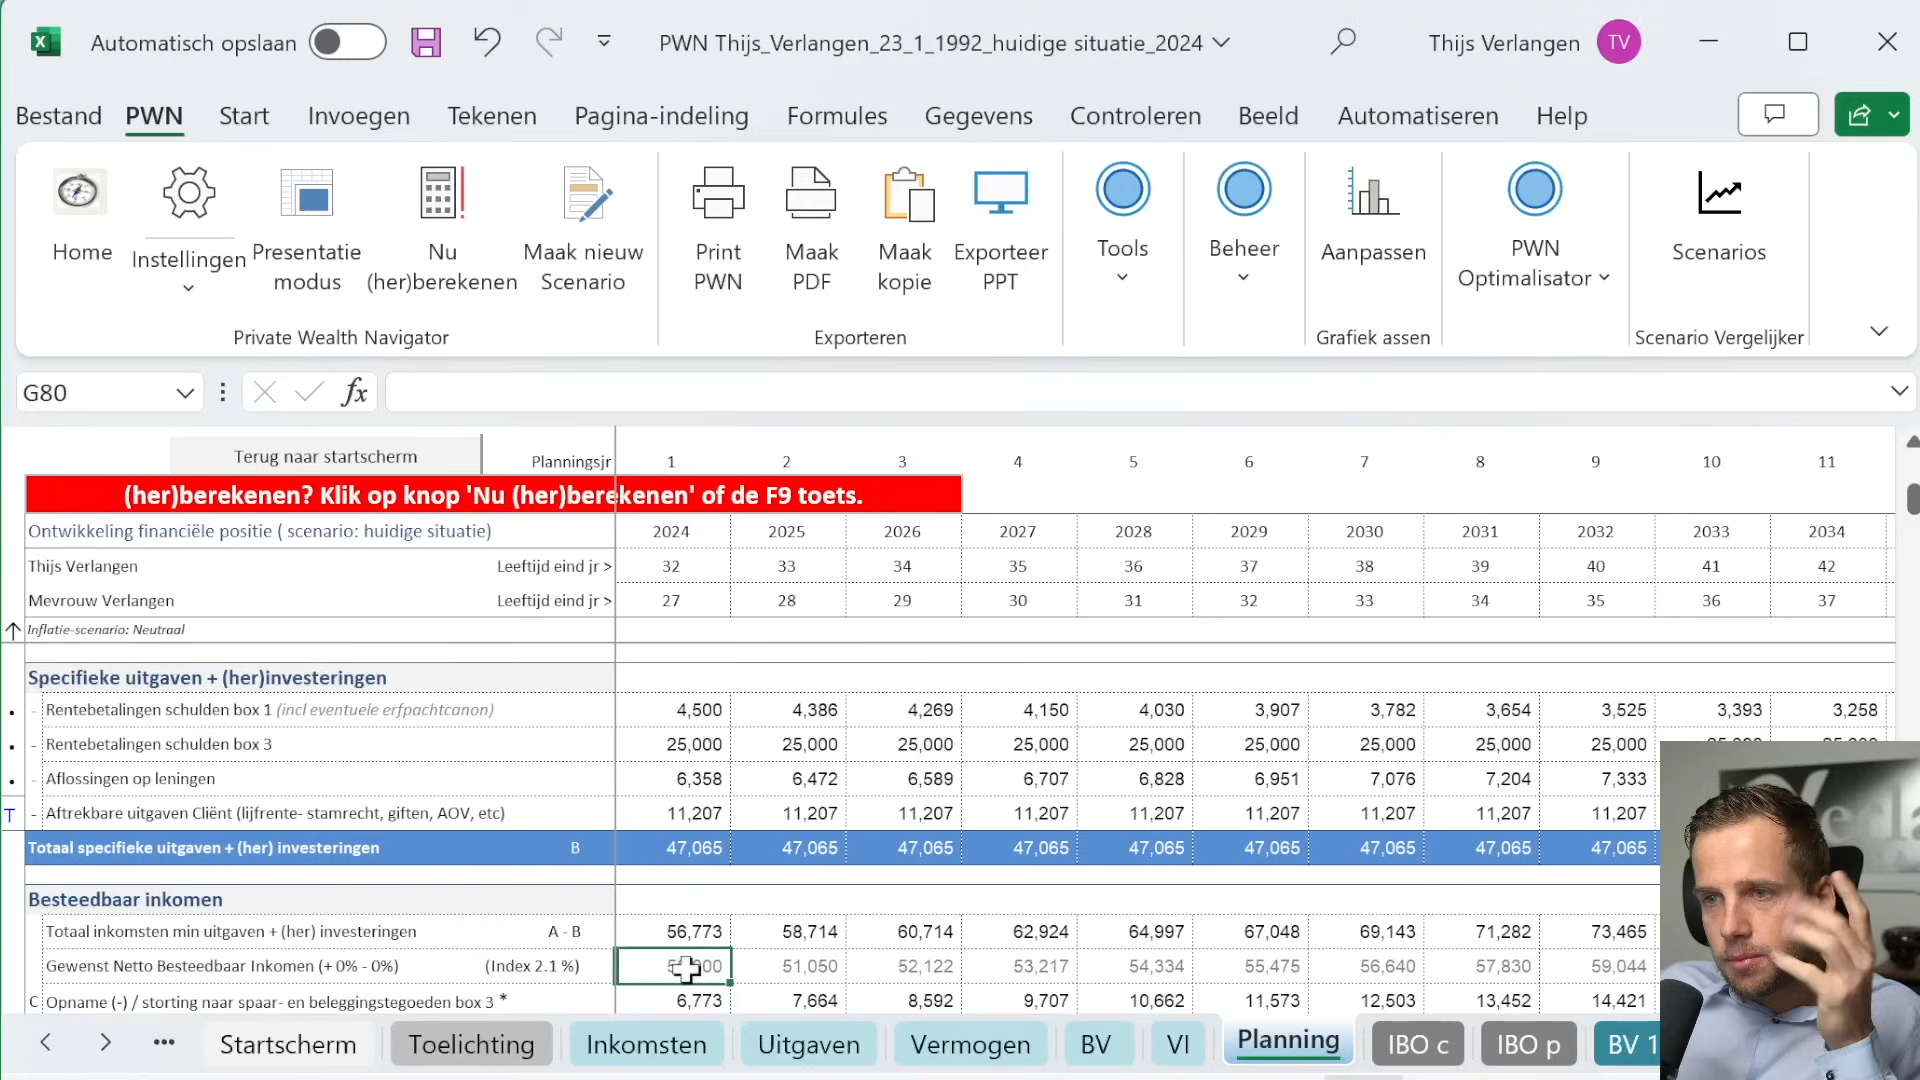 Automatisch opslaan PWN Thijs_Verlangen_23_1_1992_huidige situatie_2024 Thijs Verlangen TV
Bestand PWN Start Invoegen Tekenen Pagina-indeling Formules Gegevens Controleren Beeld Automatiseren Help
Home Instellingen Presentatie modus Nu (her)berekenen Maak nieuw Scenario Print PWN Maak PDF Maak kopie Exporteer PPT Tools Beheer Aanpassen PWN Optimalisator Scenarios
Private Wealth Navigator Exporteren Grafiek assen Scenario Vergelijker
G80 fx
Terug naar startscherm Planningsjr 1 2 3 4 5 6 7 8 9 10 11
(her)berekenen? Klik op knop 'Nu (her)berekenen' of de F9 toets.
Ontwikkeling financiële positie ( scenario: huidige situatie) 2024 2025 2026 2027 2028 2029 2030 2031 2032 2033 2034
Thijs Verlangen Leeftijd eind jr > 32 33 34 35 36 37 38 39 40 41 42
Mevrouw Verlangen Leeftijd eind jr > 27 28 29 30 31 32 33 34 35 36 37
Inflatie-scenario: Neutraal
Specifieke uitgaven + (her)investeringen
- Rentebetalingen schulden box 1 (incl eventuele erfpachtcanon) 4,500 4,386 4,269 4,150 4,030 3,907 3,782 3,654 3,525 3,393 3,258
- Rentebetalingen schulden box 3 25,000 25,000 25,000 25,000 25,000 25,000 25,000 25,000 25,000
- Aflossingen op leningen 6,358 6,472 6,589 6,707 6,828 6,951 7,076 7,204 7,333
T - Aftrekbare uitgaven Cliënt (lijfrente- stamrecht, giften, AOV, etc) 11,207 11,207 11,207 11,207 11,207 11,207 11,207 11,207 11,207
Totaal specifieke uitgaven + (her) investeringen B 47,065 47,065 47,065 47,065 47,065 47,065 47,065 47,065 47,065
Besteedbaar inkomen
Totaal inkomsten min uitgaven + (her) investeringen A - B 56,773 58,714 60,714 62,924 64,997 67,048 69,143 71,282 73,465
Gewenst Netto Besteedbaar Inkomen (+ 0% - 0%) (Index 2.1 %) 51,050 52,122 53,217 54,334 55,475 56,640 57,830 59,044
C Opname (-) / storting naar spaar- en beleggingstegoeden box 3 * 6,773 7,664 8,592 9,707 10,662 11,573 12,503 13,452 14,421
Startscherm Toelichting Inkomsten Uitgaven Vermogen BV VI Planning IBO c IBO p BV 1